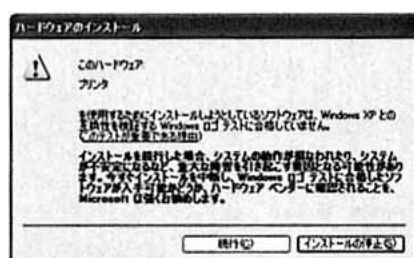 ハードウェアのインストール
このハードウェア:
プリンタ
を使用するためにインストールしようとしているソフトウェアは、Windows XP との
互換性を検証する Windows ロゴ テストに合格していません。
(このテストが重要である理由)
インストールを続行した場合、システムの動作が損なわれたり、システム
が不安定になるなど、重大な障害を引き起こす要因となる可能性があり
ます。今すぐインストールを中断し、Windows ロゴ テストに合格したソフ
トウェアが入手可能かどうか、ハードウェア ベンダーに確認されることを、
Microsoft は強くお勧めします。
続行(C) インストールの停止(S)